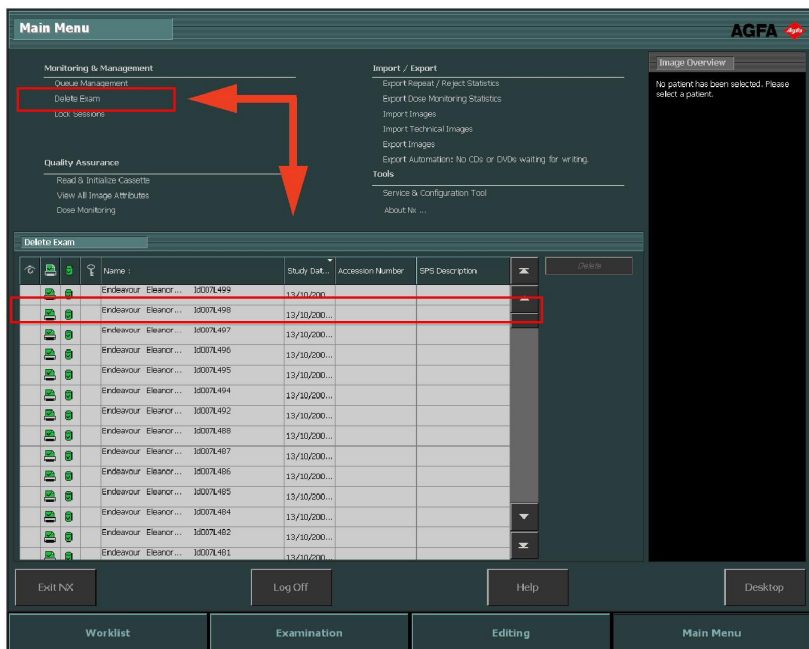 Main Menu
AGFA
Agfa
Monitoring & Management
Queue Management
Delete Exam
Lock Sessions
Quality Assurance
Read & Initialize Cassette
View All Image Attributes
Dose Monitoring
Import / Export
Export Repeat / Reject Statistics
Export Dose Monitoring Statistics
Import Images
Import Technical Images
Export Images
Export Automation: No CDs or DVDs waiting for writing.
Tools
Service & Configuration Tool
About Nx ...
Image Overview
No patient has been selected. Please
select a patient.
Delete Exam
Name : Study Dat... Accession Number SPS Description
Delete
Endeavour Eleanor... Id007L499 13/10/200...
Endeavour Eleanor... Id007L498 13/10/200...
Endeavour Eleanor... Id007L497 13/10/200...
Endeavour Eleanor... Id007L496 13/10/200...
Endeavour Eleanor... Id007L495 13/10/200...
Endeavour Eleanor... Id007L494 13/10/200...
Endeavour Eleanor... Id007L492 13/10/200...
Endeavour Eleanor... Id007L488 13/10/200...
Endeavour Eleanor... Id007L487 13/10/200...
Endeavour Eleanor... Id007L486 13/10/200...
Endeavour Eleanor... Id007L485 13/10/200...
Endeavour Eleanor... Id007L484 13/10/200...
Endeavour Eleanor... Id007L482 13/10/200...
Endeavour Eleanor... Id007L481 13/10/200...
Exit NX
Log Off
Help
Desktop
Worklist
Examination
Editing
Main Menu